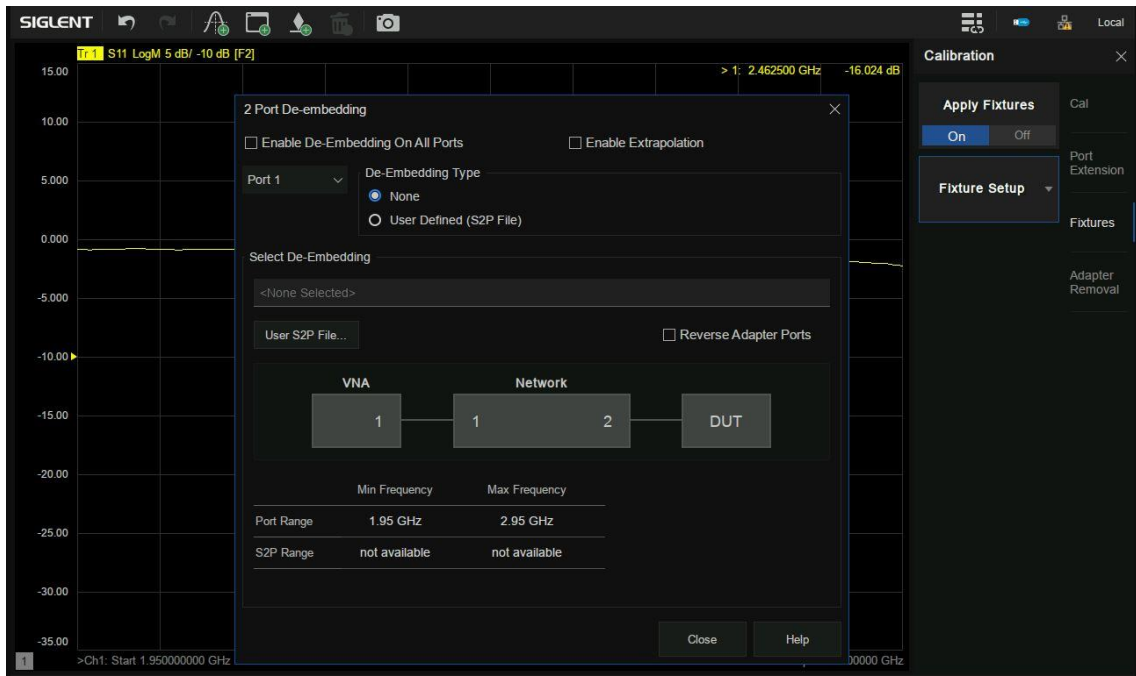 SIGLENT
Local
Tr 1 S11 LogM 5 dB/ -10 dB [F2]
> 1: 2.462500 GHz -16.024 dB
15.00
10.00
5.000
0.000
-5.000
-10.00
-15.00
-20.00
-25.00
-30.00
-35.00
2 Port De-embedding
Enable De-Embedding On All Ports
Enable Extrapolation
Port 1
De-Embedding Type
None
User Defined (S2P File)
Select De-Embedding
<None Selected>
User S2P File...
Reverse Adapter Ports
VNA Network
1 1 2 DUT
Min Frequency Max Frequency
Port Range 1.95 GHz 2.95 GHz
S2P Range not available not available
Close Help
1 >Ch1: Start 1.950000000 GHz
00000 GHz
Calibration
Apply Fixtures
On Off
Fixture Setup
Cal
Port
Extension
Fixtures
Adapter
Removal